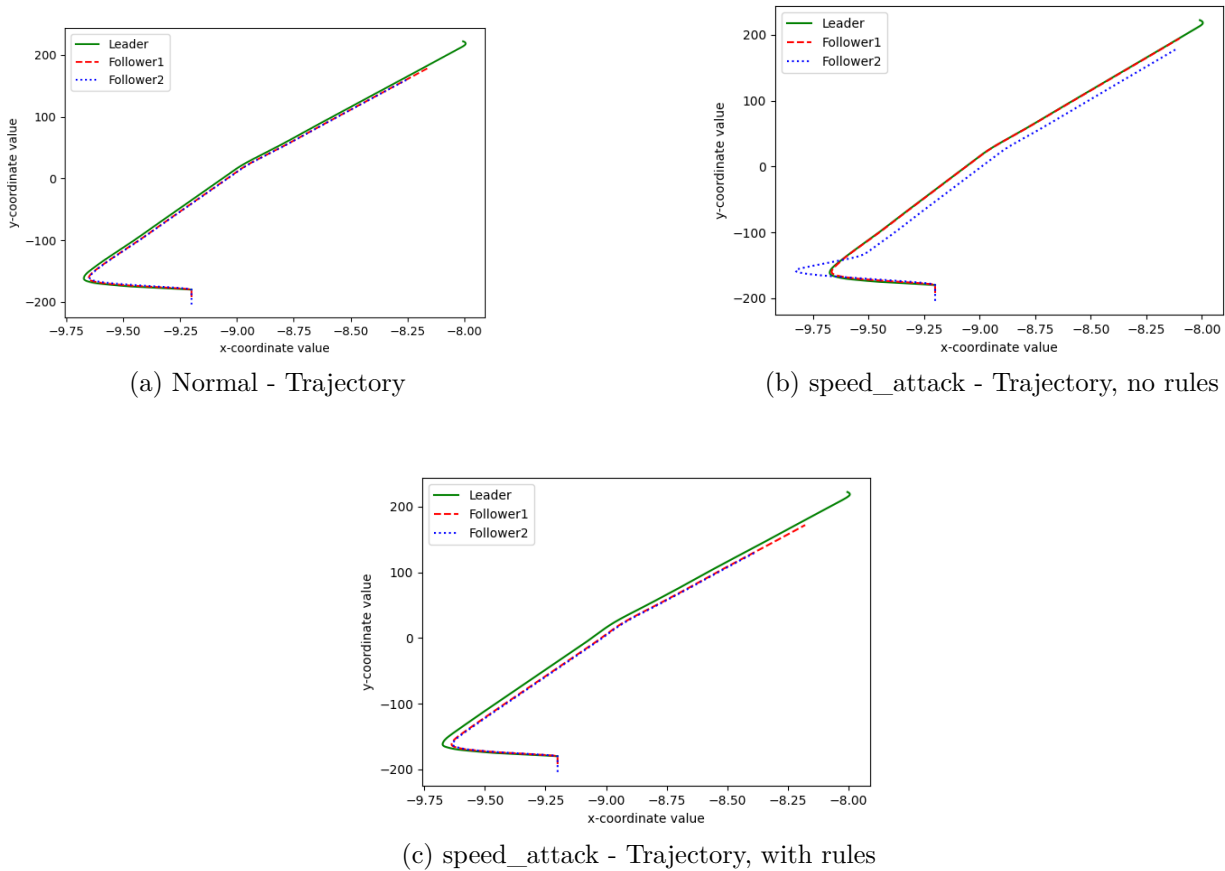 Leader
Follower1
Follower2
200
100
0
−100
−200
y-coordinate value
−9.75 −9.50 −9.25 −9.00 −8.75 −8.50 −8.25 −8.00
x-coordinate value
(a) Normal - Trajectory
Leader
Follower1
Follower2
200
100
0
−100
−200
y-coordinate value
−9.75 −9.50 −9.25 −9.00 −8.75 −8.50 −8.25 −8.00
x-coordinate value
(b) speed_attack - Trajectory, no rules
Leader
Follower1
Follower2
200
100
0
−100
−200
y-coordinate value
−9.75 −9.50 −9.25 −9.00 −8.75 −8.50 −8.25 −8.00
x-coordinate value
(c) speed_attack - Trajectory, with rules